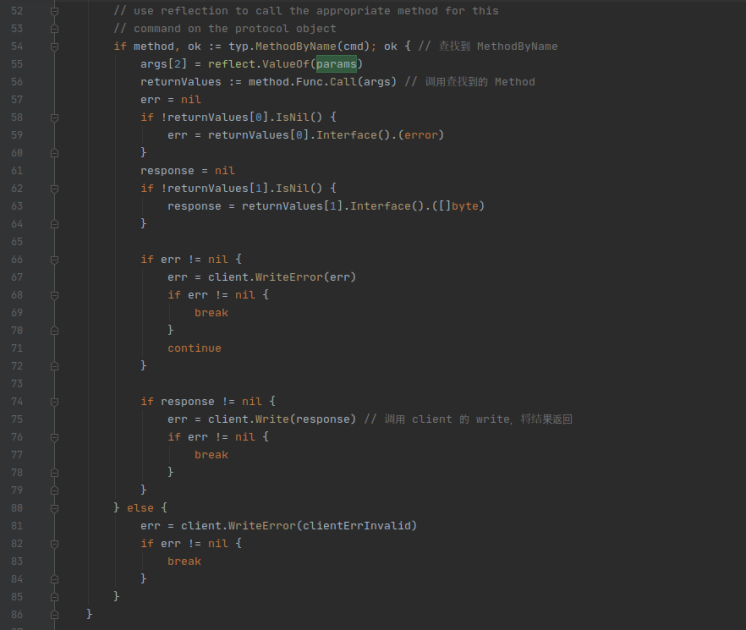 52 // use reflection to call the appropriate method for this
53 // command on the protocol object
54 if method, ok := typ.MethodByName(cmd); ok { // 查找到 MethodByName
55 args[2] = reflect.ValueOf(params)
56 returnValues := method.Func.Call(args) // 调用查找到的 Method
57 err = nil
58 if !returnValues[0].IsNil() {
59 err = returnValues[0].Interface().(error)
60 }
61 response = nil
62 if !returnValues[1].IsNil() {
63 response = returnValues[1].Interface().([]byte)
64 }
65
66 if err != nil {
67 err = client.WriteError(err)
68 if err != nil {
69 break
70 }
71 continue
72 }
73
74 if response != nil {
75 err = client.Write(response) // 调用 client 的 write，将结果返回
76 if err != nil {
77 break
78 }
79 }
80 } else {
81 err = client.WriteError(clientErrInvalid)
82 if err != nil {
83 break
84 }
85 }
86 }